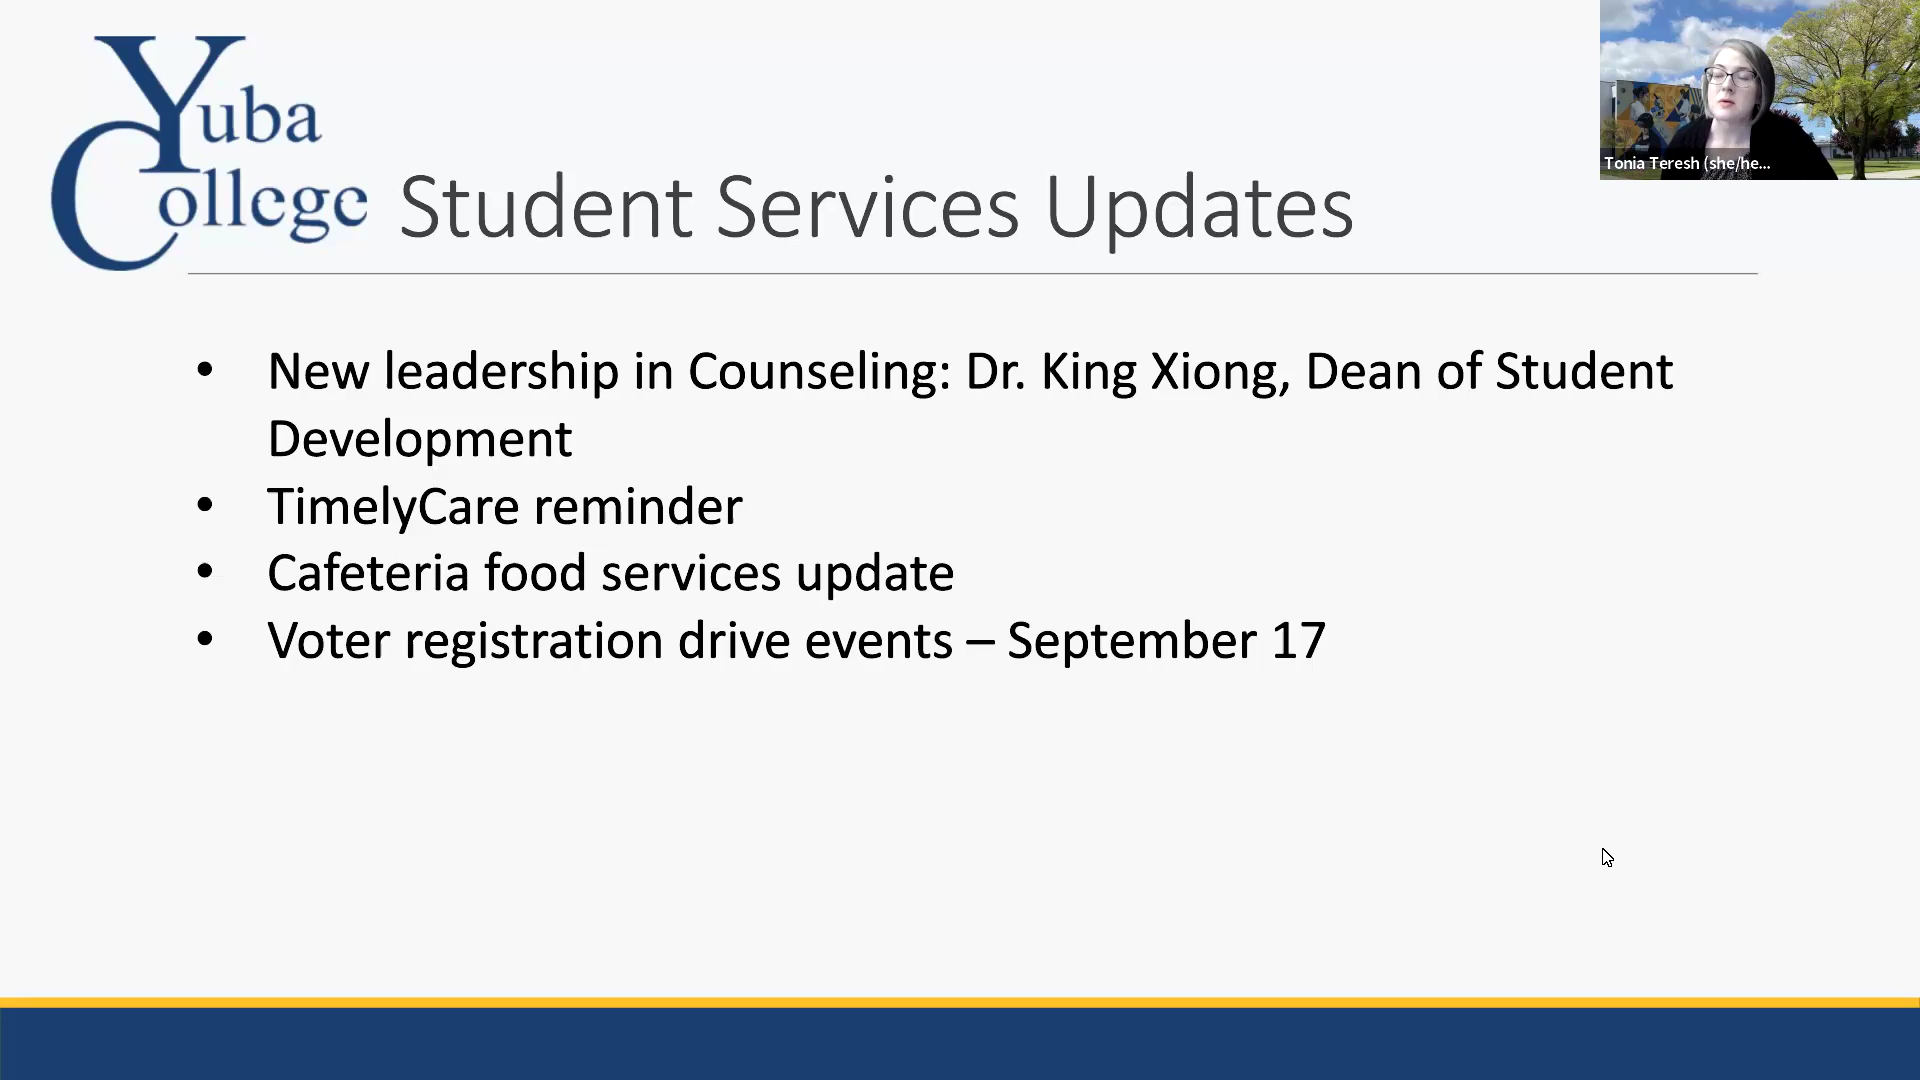 Yuba
College
Student Services Updates
Tonia Teresh (she/he...
• New leadership in Counseling: Dr. King Xiong, Dean of Student
Development
• TimelyCare reminder
• Cafeteria food services update
• Voter registration drive events – September 17